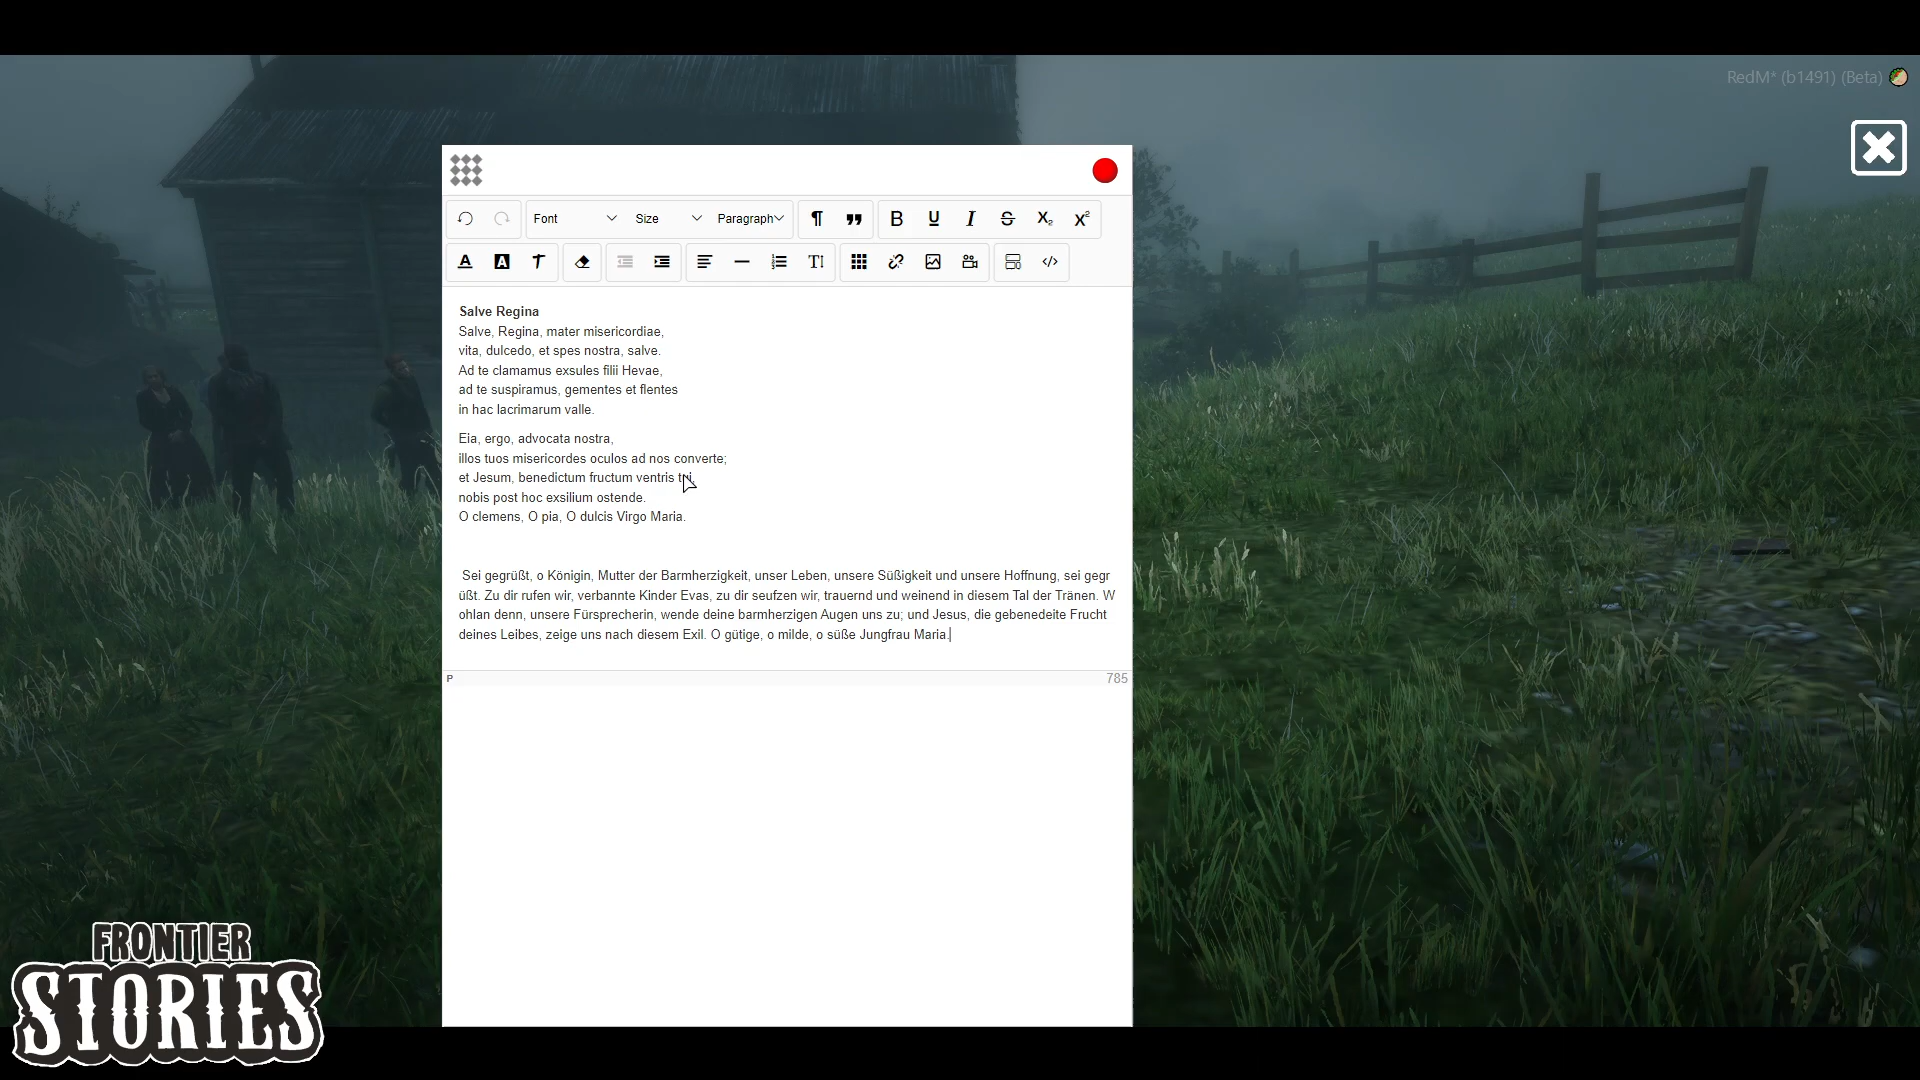 RedM* (b1491) (Beta)
Font Size Paragraph
Salve Regina
Salve, Regina, mater misericordiae,
vita, dulcedo, et spes nostra, salve.
Ad te clamamus exsules filii Hevae,
ad te suspiramus, gementes et flentes
in hac lacrimarum valle.
Eia, ergo, advocata nostra,
illos tuos misericordes oculos ad nos converte;
et Jesum, benedictum fructum ventris tui,
nobis post hoc exsilium ostende.
O clemens, O pia, O dulcis Virgo Maria.
Sei gegrüßt, o Königin, Mutter der Barmherzigkeit, unser Leben, unsere Süßigkeit und unsere Hoffnung, sei gegr
üßt. Zu dir rufen wir, verbannte Kinder Evas, zu dir seufzen wir, trauernd und weinend in diesem Tal der Tränen. W
ohlan denn, unsere Fürsprecherin, wende deine barmherzigen Augen uns zu; und Jesus, die gebenedeite Frucht
deines Leibes, zeige uns nach diesem Exil. O gütige, o milde, o süße Jungfrau Maria.
P 785
FRONTIER
STORIES